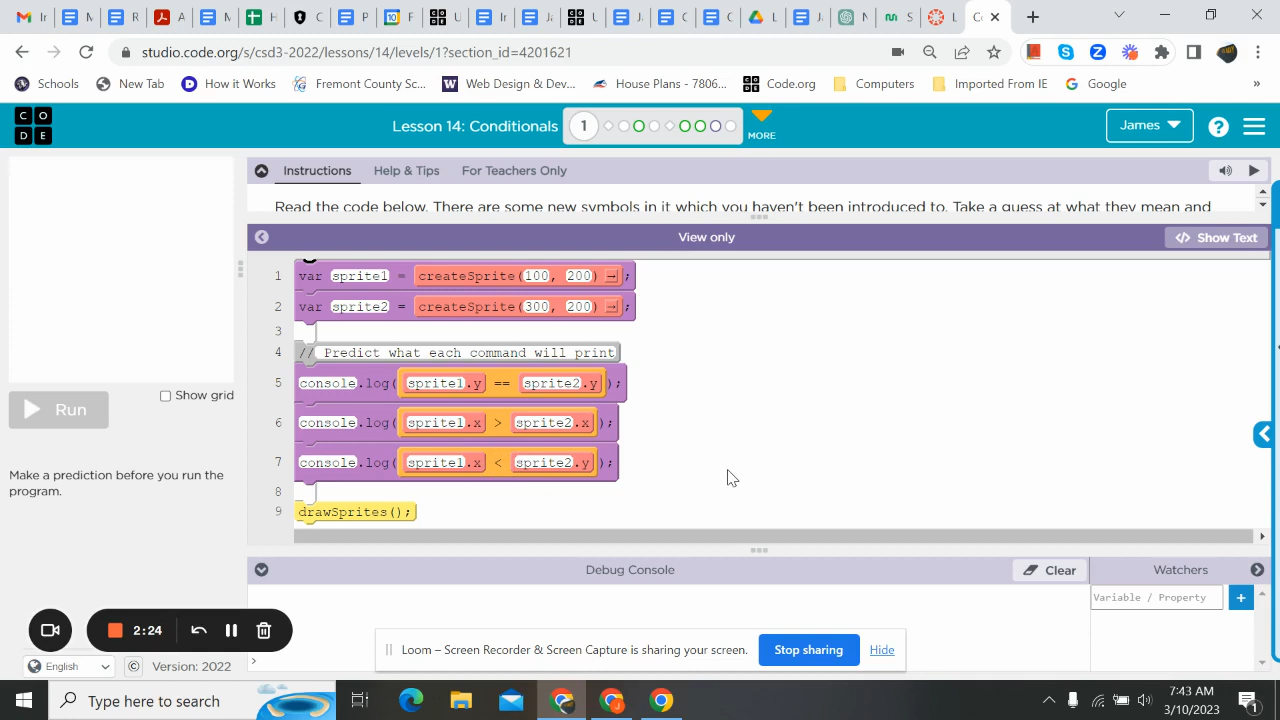 Ir
M
R
A
M
H
C
P
F
U
Ir
Jι
C
J
C
C
L
J
M
S
L
C
studio.code.org/s/csd3-2022/lessons/14/levels/1?section_id=4201621
Schools
New Tab
How it Works
Fremont County Sc...
Web Design & Dev...
House Plans - 7806...
Code.org
Computers
Imported From IE
Google
»
C O
D E
Lesson 14: Conditionals
1
MORE
James
?
Instructions
Help & Tips
For Teachers Only
Read the code below. There are some new symbols in it which you haven't been introduced to. Take a guess at what they mean and
View only
</> Show Text
1 var sprite1 = createSprite(100, 200) → ;
2 var sprite2 = createSprite(300, 200) → ;
3
4 // Predict what each command will print
5 console.log( sprite1.y == sprite2.y );
6 console.log( sprite1.x > sprite2.x );
7 console.log( sprite1.x < sprite2.y );
8
9 drawSprites();
Run
Show grid
Make a prediction before you run the
program.
Debug Console
Clear
Watchers
Variable / Property
+
>
2:24
Loom – Screen Recorder & Screen Capture is sharing your screen.
Stop sharing
Hide
English
©
Version: 2022
Type here to search
7:43 AM
3/10/2023
1